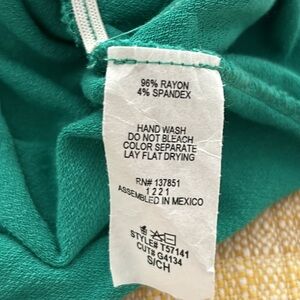 96% RAYON
4% SPANDEX
HAND WASH
DO NOT BLEACH
COLOR SEPARATE
LAY FLAT DRYING
RN# 137851
1221
ASSEMBLED IN MEXICO
STYLE# T57141
CUT# G4134
S/CH